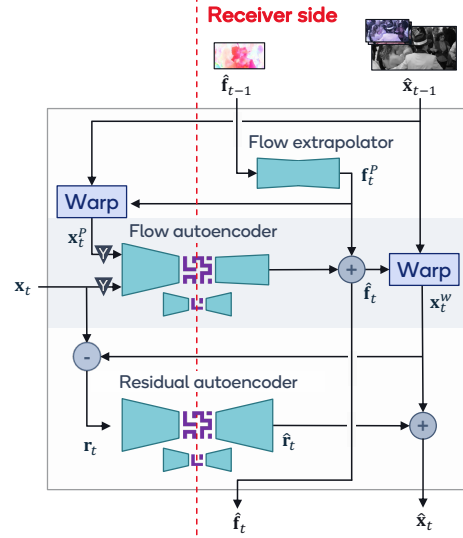 Receiver side
f̂ₜ₋₁
x̂ₜ₋₁
Flow extrapolator
fₜᴾ
Warp
xₜᴾ
Flow autoencoder
Y
Y
xₜ
+
f̂ₜ
Warp
xₜʷ
-
Residual autoencoder
rₜ
r̂ₜ
+
f̂ₜ
x̂ₜ